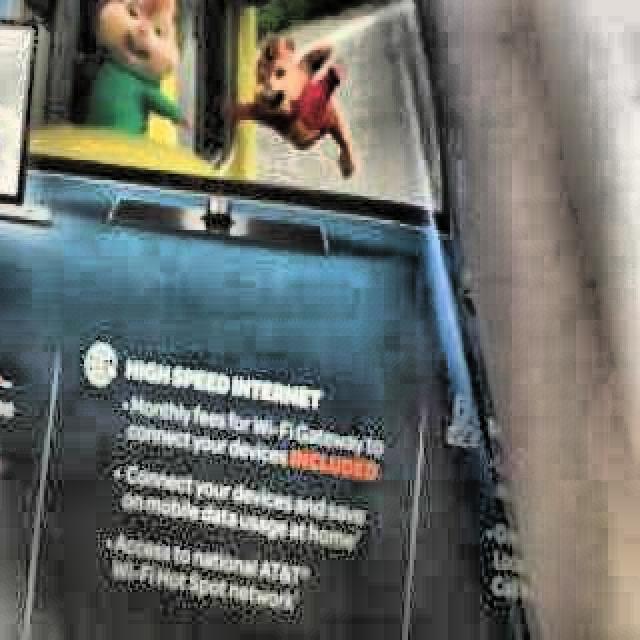 HIGH SPEED INTERNET
• Monthly fees for Wi-Fi Gateway to
connect your devices INCLUDED
• Connect your devices and save
on mobile data usage at home
• Access to national AT&T
Wi-Fi Hot Spot network